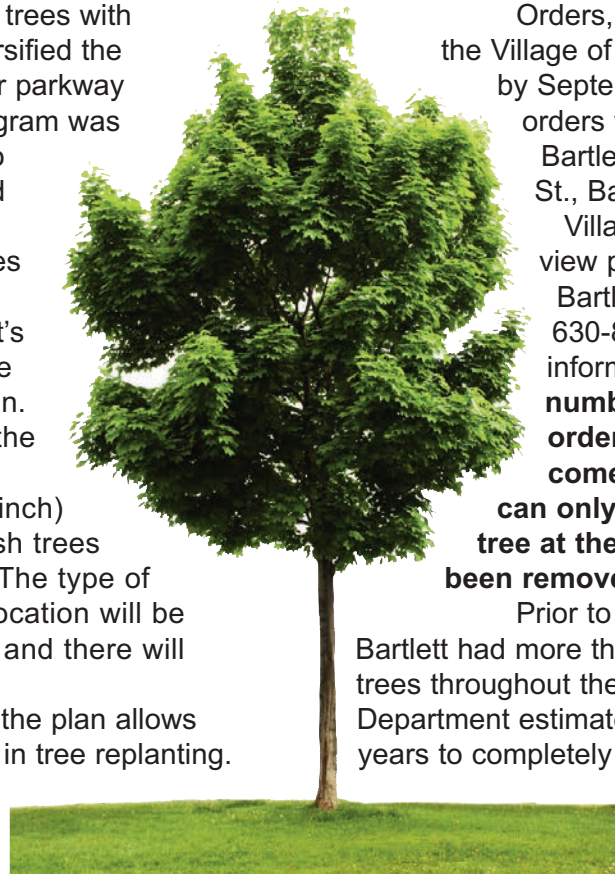 trees with
rsified the
r parkway
gram was
o
d
es
t's
e
n.
the
inch)
sh trees
The type of
ocation will be
and there will
the plan allows
in tree replanting.
Orders,
the Village of
by Septe
orders
Bartle
St., Ba
Villa
view p
Bartl
630-8
inform
numb
order
come
can only
tree at the
been remove
Prior to
Bartlett had more th
trees throughout the
Department estimat
years to completely